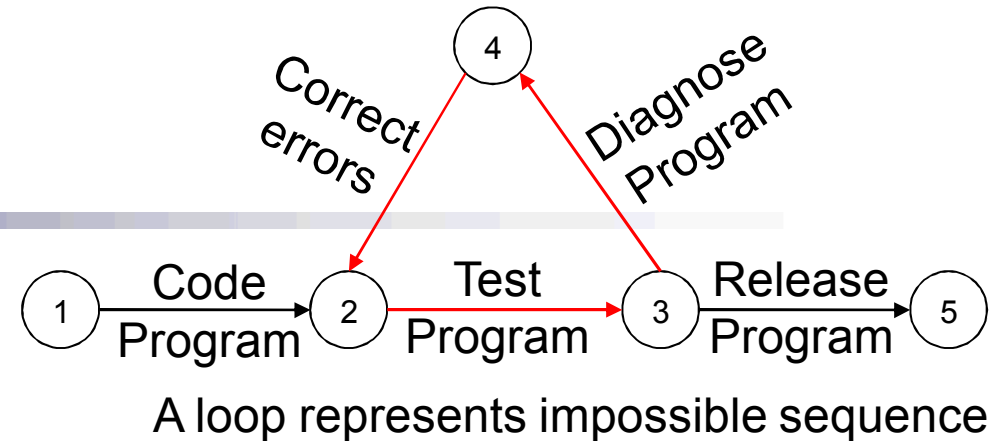 4
Correct
errors
Diagnose
Program
1
Code
Program
2
Test
Program
3
Release
Program
5
A loop represents impossible sequence